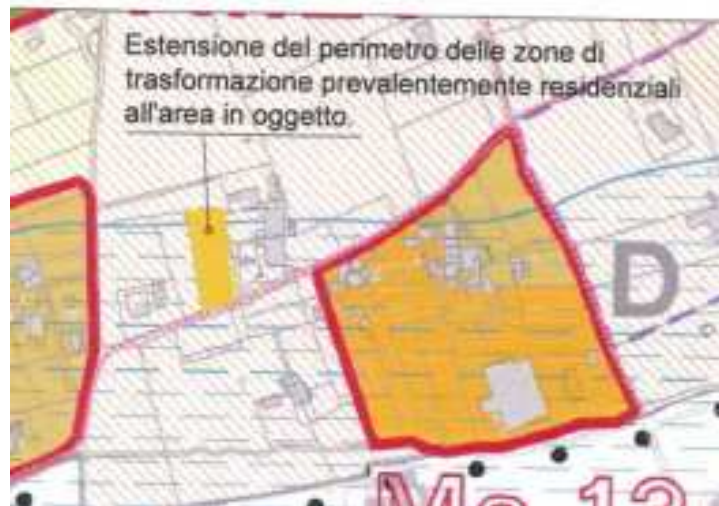 Estensione del perimetro delle zone di
trasformazione prevalentemente residenziali
all'area in oggetto.
D